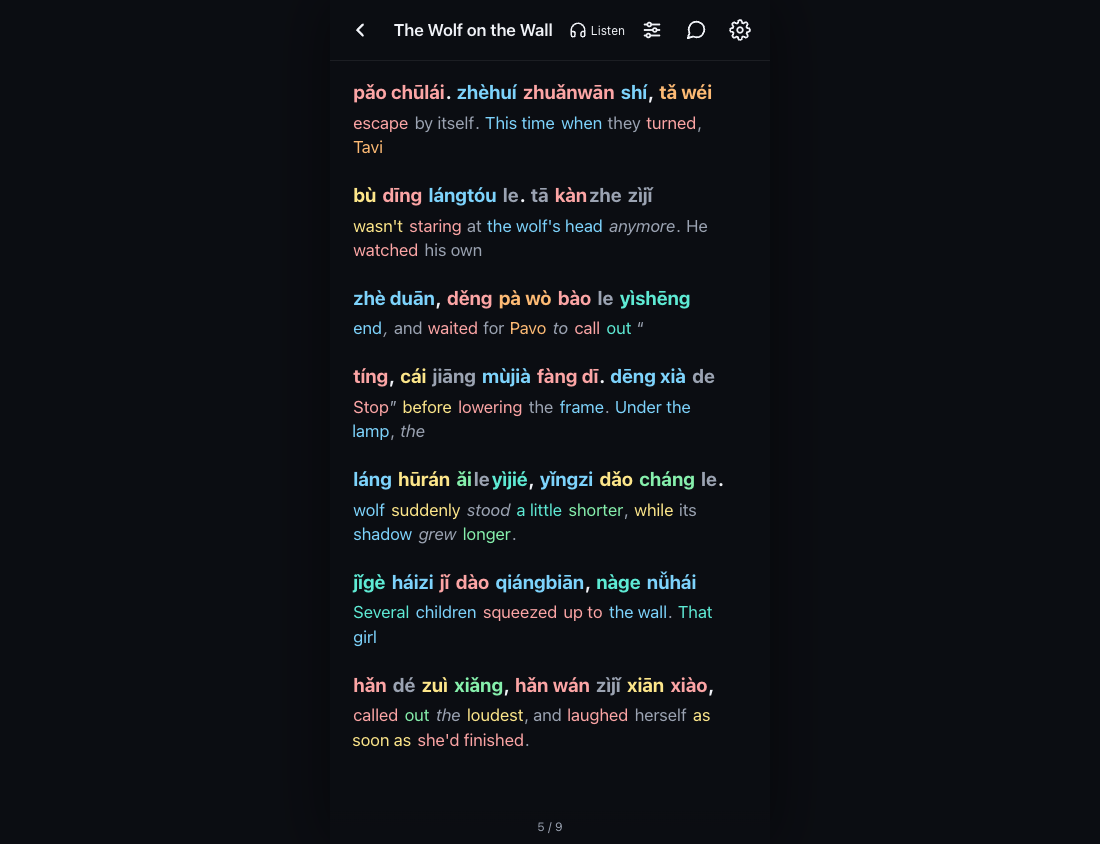 The Wolf on the Wall Listen
pǎo chūlái. zhèhuí zhuǎnwān shí, tǎ wéi
escape by itself. This time when they turned,
Tavi
bù dīng lángtóu le. tā kànzhe zìjǐ
wasn't staring at the wolf's head anymore. He
watched his own
zhè duān, děng pà wò bào le yìshēng
end, and waited for Pavo to call out “
tíng, cái jiāng mùjià fàng dī. dēng xià de
Stop” before lowering the frame. Under the
lamp, the
láng hūrán ǎileyìjié, yǐngzi dǎo cháng le.
wolf suddenly stood a little shorter, while its
shadow grew longer.
jǐgè háizi jǐ dào qiángbiān, nàge nǚhái
Several children squeezed up to the wall. That
girl
hǎn dé zuì xiǎng, hǎn wán zìjǐ xiān xiào,
called out the loudest, and laughed herself as
soon as she'd finished.
5 / 9